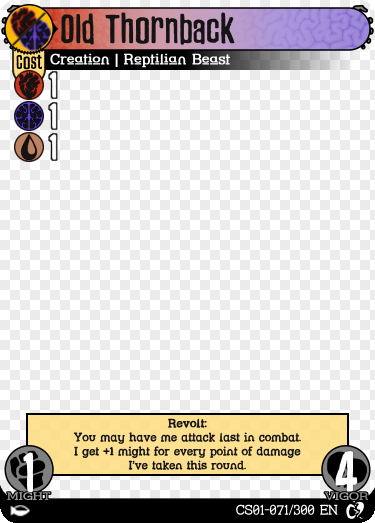 Old Thornback
Cost
Creation | Reptilian Beast
1
1
1
Revolt:
You may have me attack last in combat.
I get +1 might for every point of damage
I've taken this round.
1
MIGHT
4
VIGOR
CS01-071/300 EN